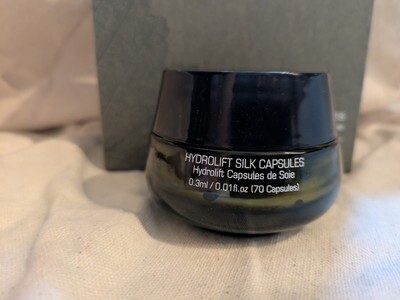 HYDROLIFT SILK CAPSULES
Hydrolift Capsules de Soie
0.3ml / 0.01fl.oz (70 Capsules)